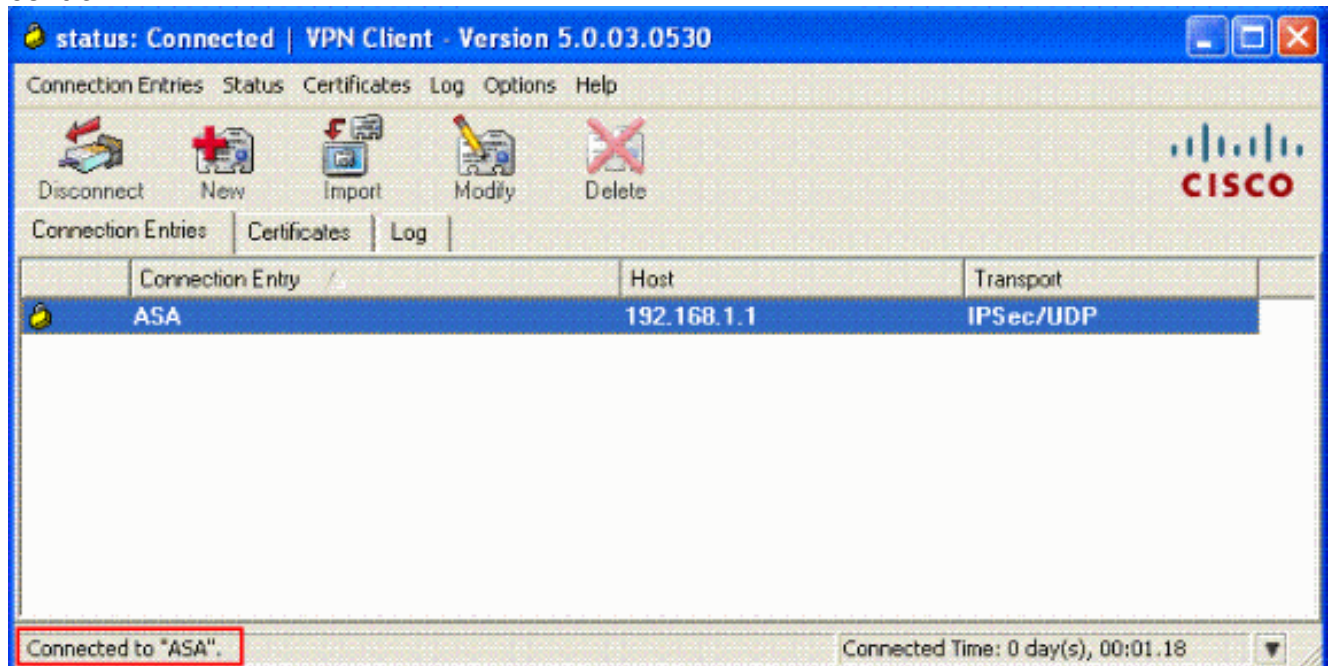 status: Connected | VPN Client - Version 5.0.03.0530
Connection Entries Status Certificates Log Options Help
Disconnect New Import Modify Delete
CISCO
Connection Entries Certificates Log
Connection Entry Host Transport
ASA 192.168.1.1 IPSec/UDP
Connected to "ASA". Connected Time: 0 day(s), 00:01.18